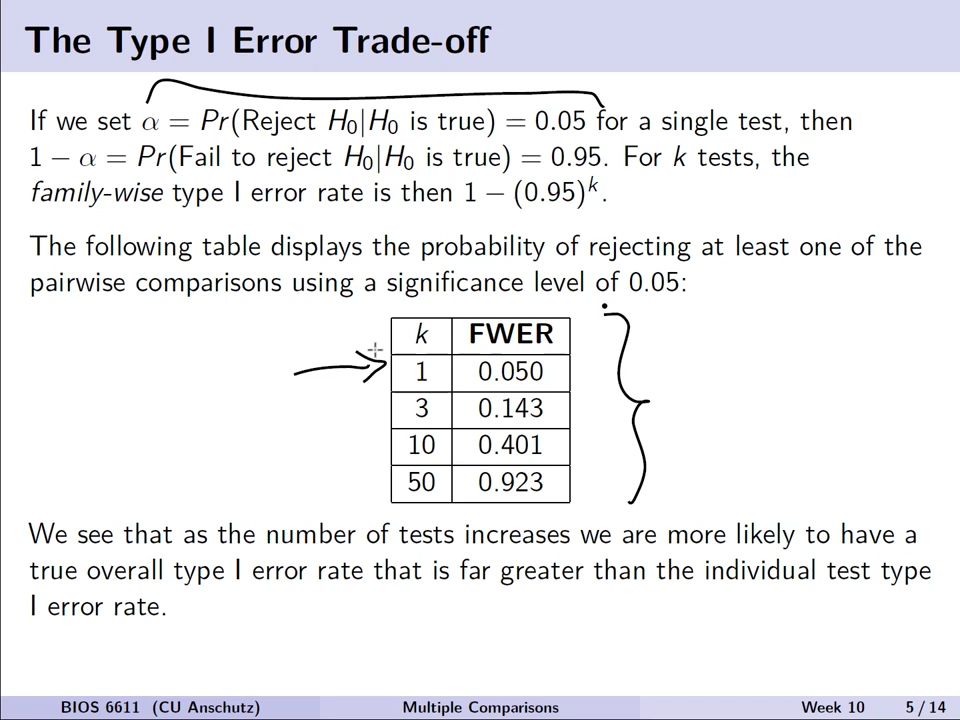 The Type I Error Trade-off
If we set α = Pr(Reject H₀|H₀ is true) = 0.05 for a single test, then
1 − α = Pr(Fail to reject H₀|H₀ is true) = 0.95. For k tests, the
family-wise type I error rate is then 1 − (0.95)ᵏ.
The following table displays the probability of rejecting at least one of the
pairwise comparisons using a significance level of 0.05:
k FWER
1 0.050
3 0.143
10 0.401
50 0.923
We see that as the number of tests increases we are more likely to have a
true overall type I error rate that is far greater than the individual test type
I error rate.
BIOS 6611 (CU Anschutz) Multiple Comparisons Week 10 5 / 14